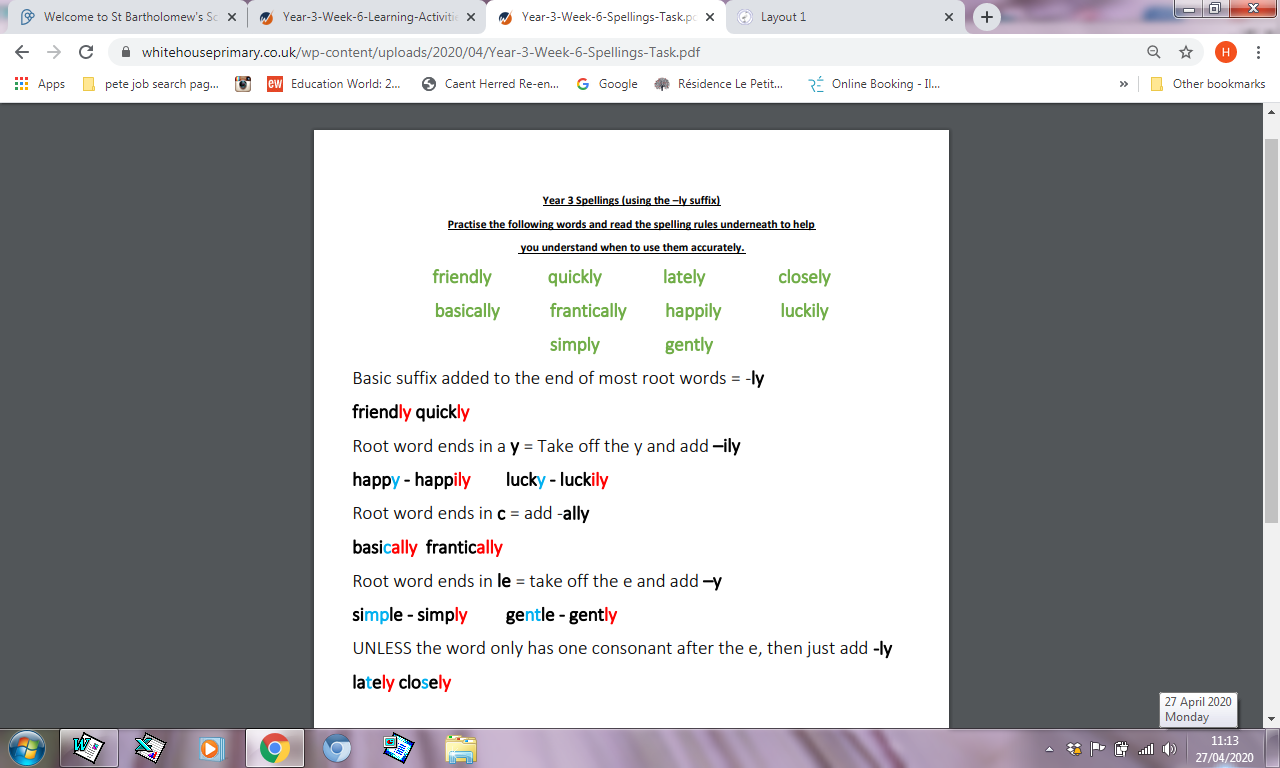 Welcome to St Bartholomew's Sc
Year-3-Week-6-Learning-Activitie
Year-3-Week-6-Spellings-Task.pd
Layout 1
whitehouseprimary.co.uk/wp-content/uploads/2020/04/Year-3-Week-6-Spellings-Task.pdf
H
Apps
pete job search pag...
ew
Education World: 2...
Caent Herred Re-en...
G
Google
Résidence Le Petit...
Online Booking - Il...
»
Other bookmarks
Year 3 Spellings (using the –ly suffix)
Practise the following words and read the spelling rules underneath to help
you understand when to use them accurately.
friendly quickly lately closely
basically frantically happily luckily
simply gently
Basic suffix added to the end of most root words = -ly
friendly quickly
Root word ends in a y = Take off the y and add –ily
happy - happily lucky - luckily
Root word ends in c = add -ally
basically frantically
Root word ends in le = take off the e and add –y
simple - simply gentle - gently
UNLESS the word only has one consonant after the e, then just add -ly
lately closely
27 April 2020
Monday
11:13
27/04/2020